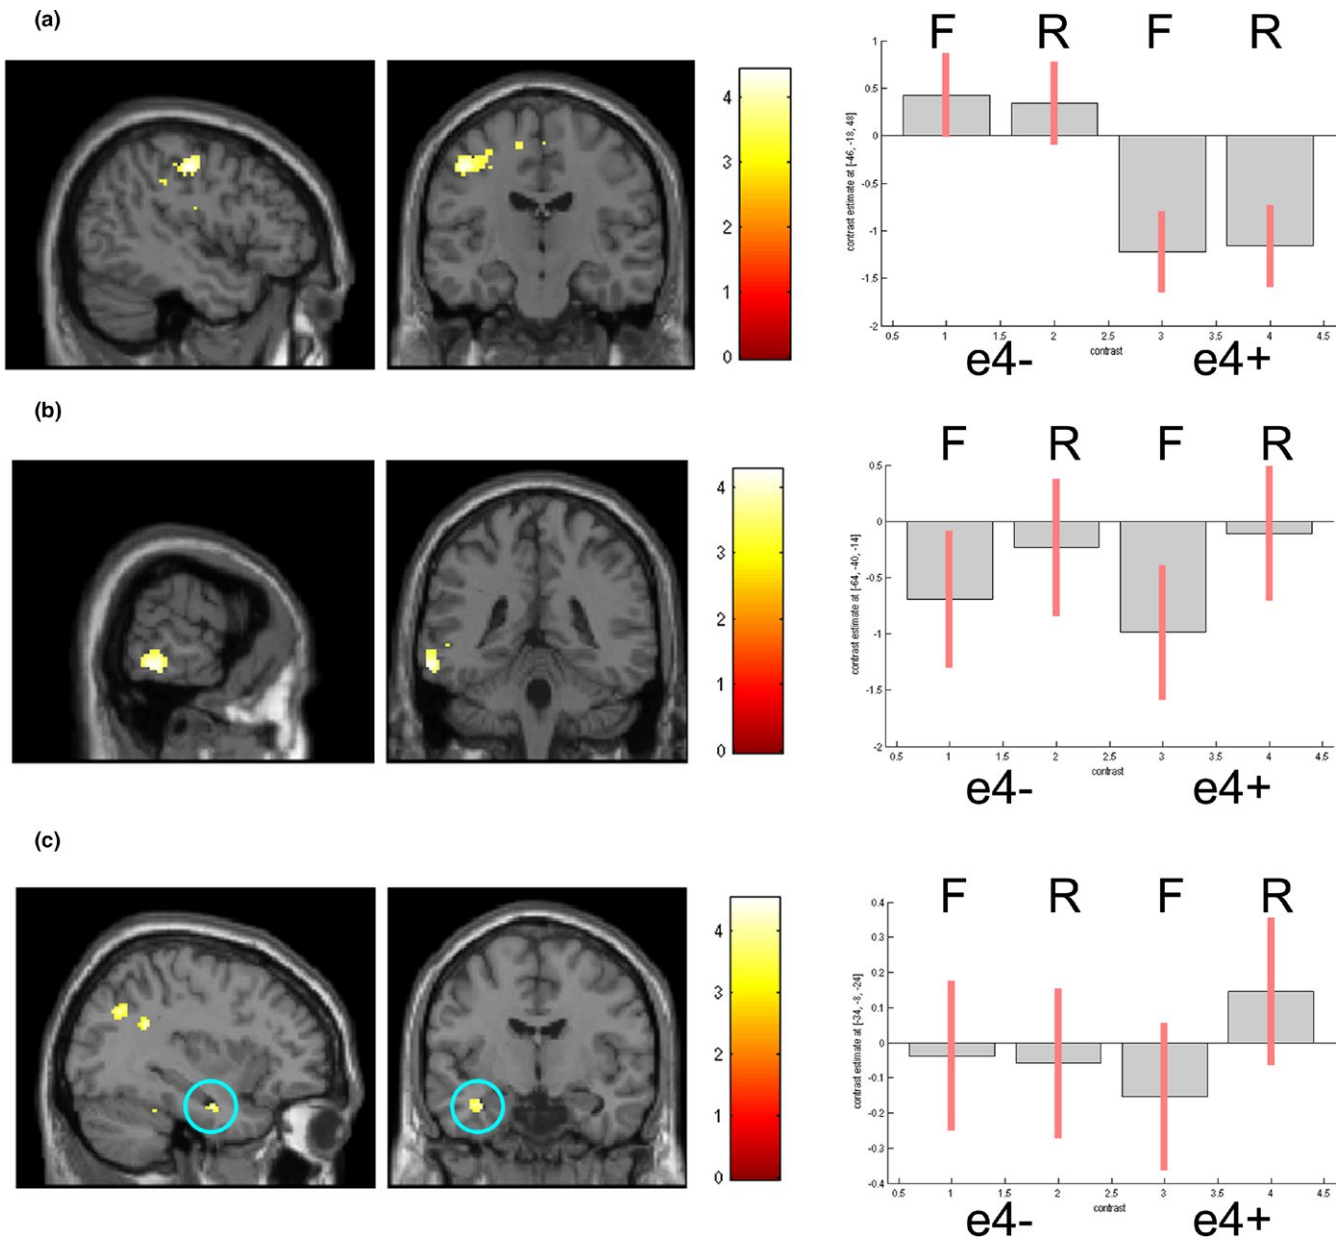 (a)
F R F R
4
3
2
1
0
contrast estimate at [-46, -18, 48]
1
0.5
0
-0.5
-1
-1.5
-2
0.5 1 1.5 2 2.5 3 3.5 4 4.5
contrast
e4- e4+
(b)
F R F R
4
3
2
1
0
contrast estimate at [-64, -40, -14]
0.5
0
-0.5
-1
-1.5
-2
0.5 1 1.5 2 2.5 3 3.5 4 4.5
contrast
e4- e4+
(c)
F R F R
4
3
2
1
0
contrast estimate at [-34, -8, -24]
0.4
0.3
0.2
0.1
0
-0.1
-0.2
-0.3
-0.4
0.5 1 1.5 2 2.5 3 3.5 4 4.5
contrast
e4- e4+